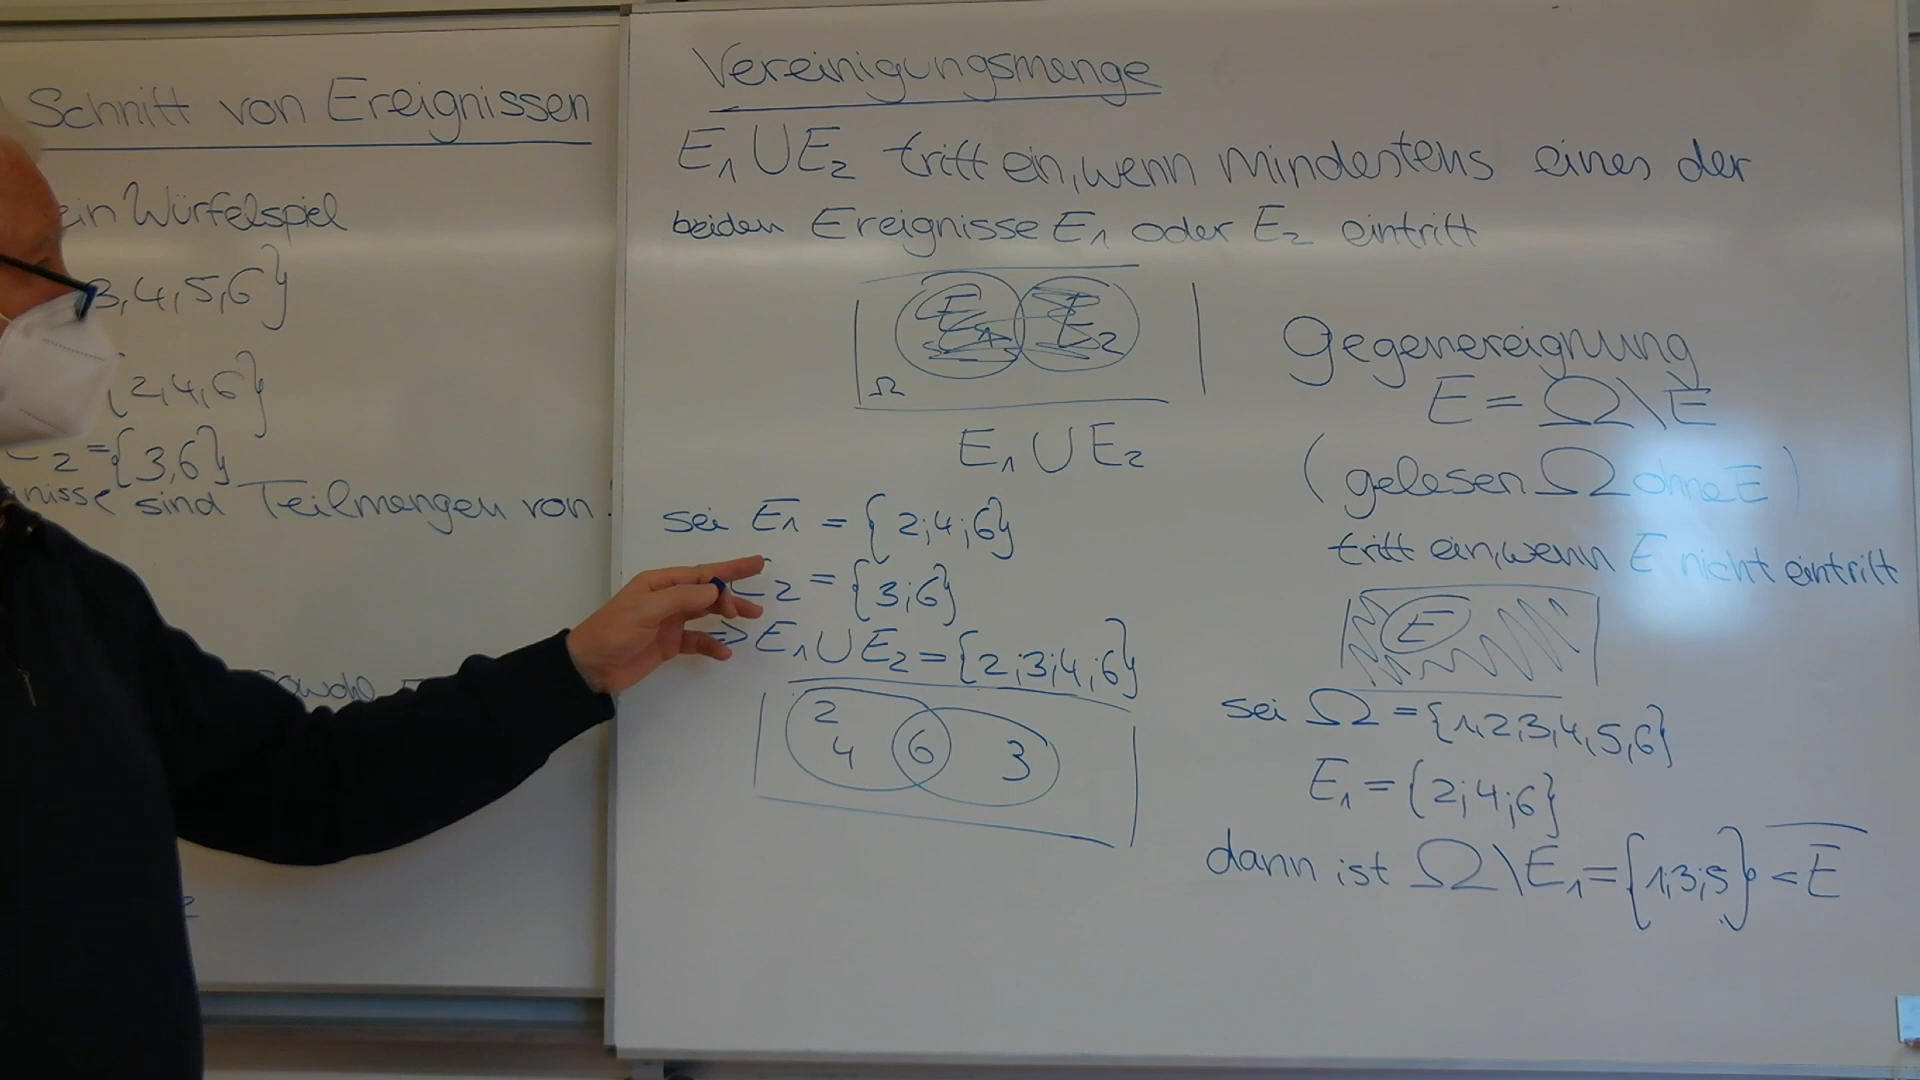 Schnitt von Ereignissen
ein Würfelspiel
3,4,5,6}
{2,4,6}
2={3,6}
nisse sind Teilmengen von
sowohl
Vereinigungsmenge
E₁∪E₂ tritt ein, wenn mindestens eines der
beiden Ereignisse E₁ oder E₂ eintritt
E₁ E₂
Ω
E₁∪E₂
sei E₁ = {2;4;6}
E₂ = {3;6}
⇒ E₁∪E₂ = {2;3;4;6}
2
4 6 3
Gegenereignung
E = Ω\E
(gelesen Ω ohne E)
tritt ein, wenn E nicht eintritt
E
sei Ω = {1,2,3,4,5,6}
E₁ = {2;4;6}
dann ist Ω\E₁ = {1;3;5} = E̅